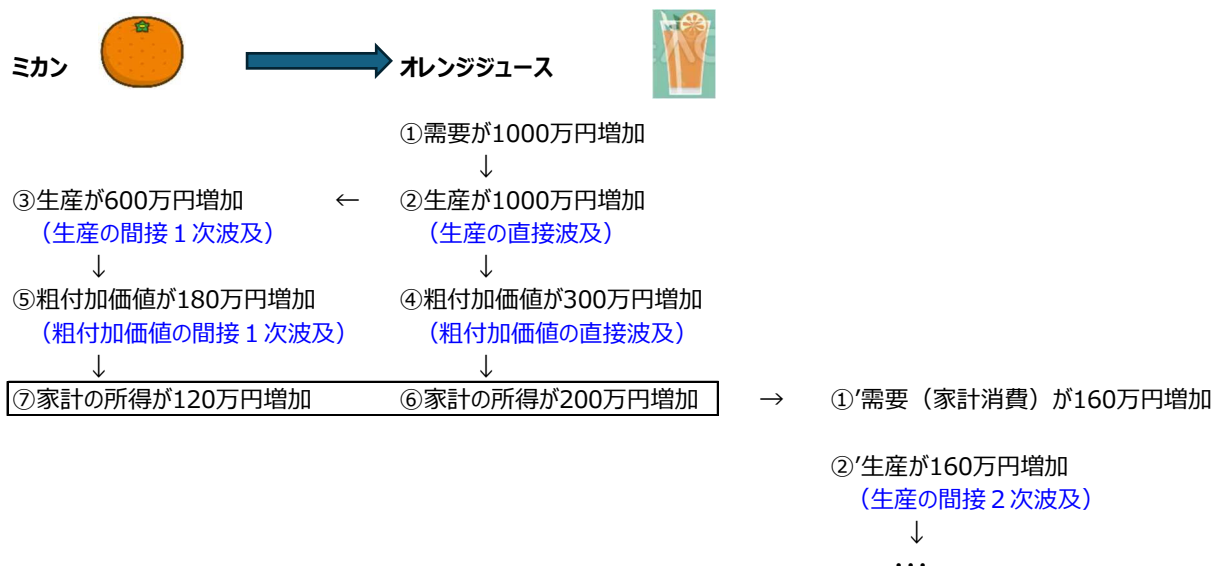 ミカン
オレンジジュース
①需要が1000万円増加
↓
③生産が600万円増加 ← ②生産が1000万円増加
（生産の間接１次波及） （生産の直接波及）
↓ ↓
⑤粗付加価値が180万円増加 ④粗付加価値が300万円増加
（粗付加価値の間接１次波及） （粗付加価値の直接波及）
↓ ↓
⑦家計の所得が120万円増加 ⑥家計の所得が200万円増加 → ①’需要（家計消費）が160万円増加
②’生産が160万円増加
（生産の間接２次波及）
↓
…